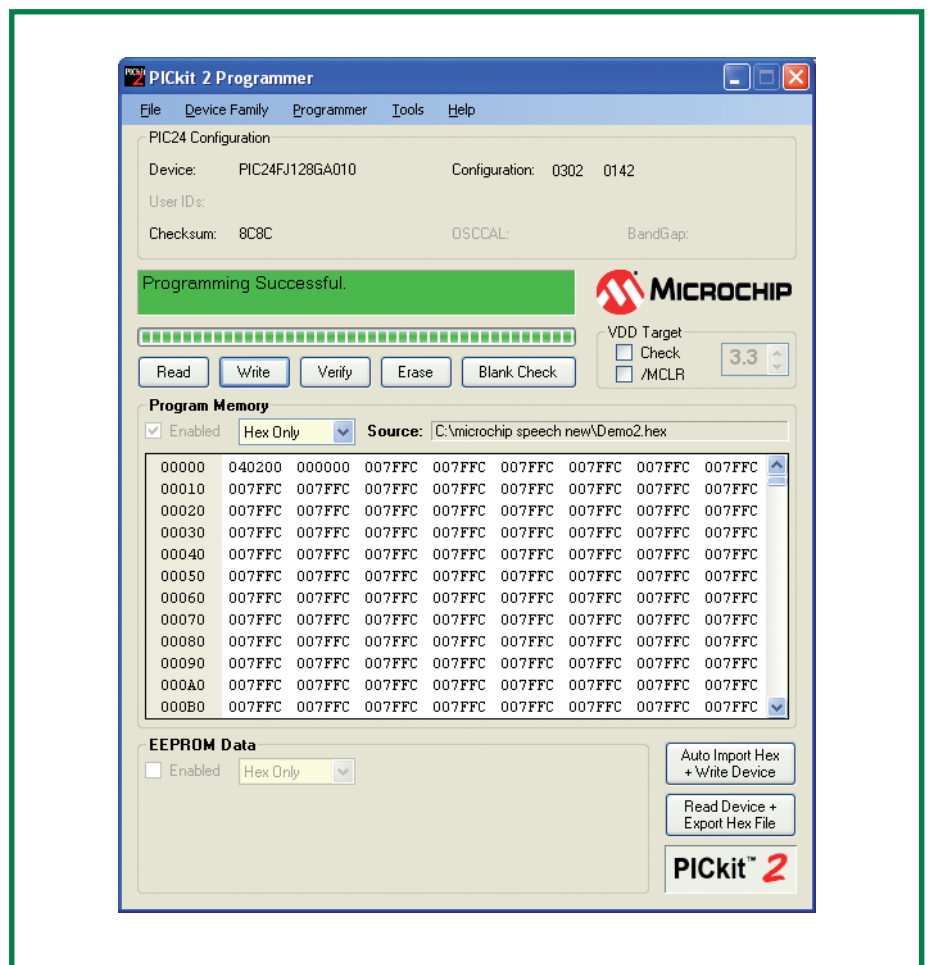 PICkit 2 Programmer
File Device Family Programmer Tools Help
PIC24 Configuration
Device: PIC24FJ128GA010 Configuration: 0302 0142
User IDs:
Checksum: 8C8C OSCCAL: BandGap:
Programming Successful.
MICROCHIP
VDD Target
Check
/MCLR
3.3
Read Write Verify Erase Blank Check
Program Memory
Enabled Hex Only Source: C:\microchip speech new\Demo2.hex
00000 040200 000000 007FFC 007FFC 007FFC 007FFC 007FFC 007FFC
00010 007FFC 007FFC 007FFC 007FFC 007FFC 007FFC 007FFC 007FFC
00020 007FFC 007FFC 007FFC 007FFC 007FFC 007FFC 007FFC 007FFC
00030 007FFC 007FFC 007FFC 007FFC 007FFC 007FFC 007FFC 007FFC
00040 007FFC 007FFC 007FFC 007FFC 007FFC 007FFC 007FFC 007FFC
00050 007FFC 007FFC 007FFC 007FFC 007FFC 007FFC 007FFC 007FFC
00060 007FFC 007FFC 007FFC 007FFC 007FFC 007FFC 007FFC 007FFC
00070 007FFC 007FFC 007FFC 007FFC 007FFC 007FFC 007FFC 007FFC
00080 007FFC 007FFC 007FFC 007FFC 007FFC 007FFC 007FFC 007FFC
00090 007FFC 007FFC 007FFC 007FFC 007FFC 007FFC 007FFC 007FFC
000A0 007FFC 007FFC 007FFC 007FFC 007FFC 007FFC 007FFC 007FFC
000B0 007FFC 007FFC 007FFC 007FFC 007FFC 007FFC 007FFC 007FFC
EEPROM Data
Enabled Hex Only
Auto Import Hex
+ Write Device
Read Device +
Export Hex File
PICkit™ 2